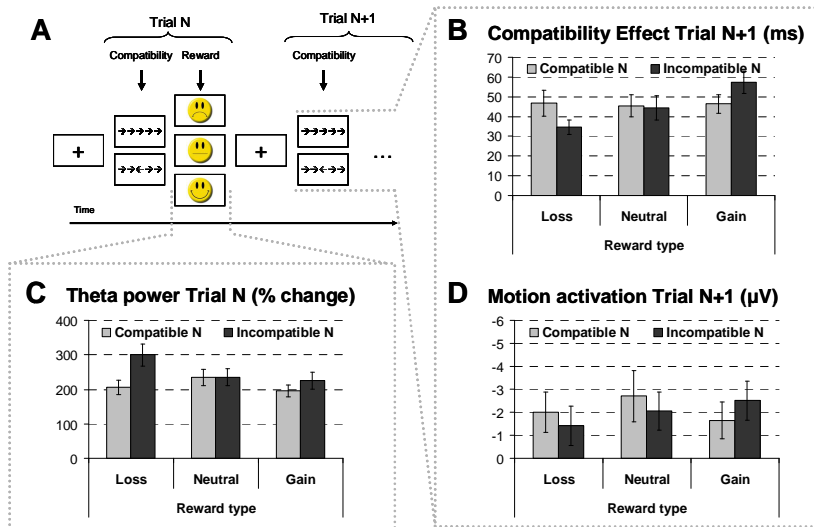 A
Trial N
Trial N+1
Compatibility Reward
Compatibility
+
→→→→→
→→←→→
+
→→→→→
→→←→→
...
Time
B Compatibility Effect Trial N+1 (ms)
Compatible N Incompatible N
70
60
50
40
30
20
10
0
Loss Neutral Gain
Reward type
C Theta power Trial N (% change)
Compatible N Incompatible N
400
300
200
100
0
Loss Neutral Gain
Reward type
D Motion activation Trial N+1 (µV)
Compatible N Incompatible N
-6
-5
-4
-3
-2
-1
0
Loss Neutral Gain
Reward type